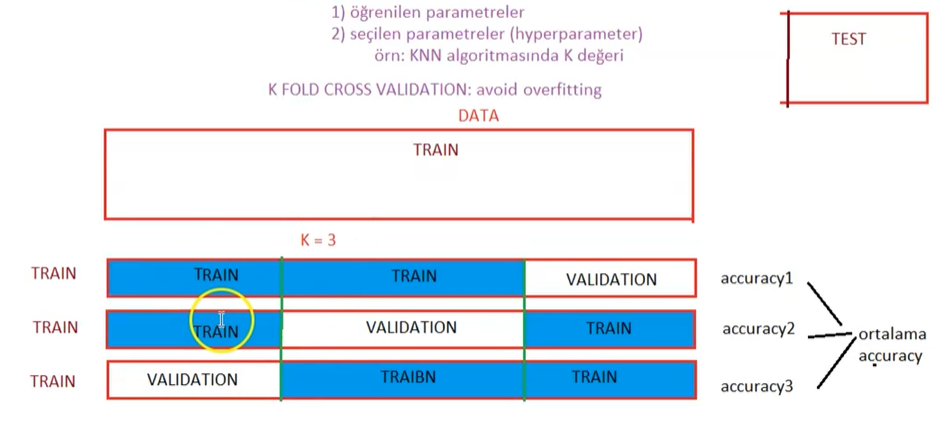 1) öğrenilen parametreler
2) seçilen parametreler (hyperparameter)
örn: KNN algoritmasında K değeri
TEST
K FOLD CROSS VALIDATION: avoid overfitting
DATA
TRAIN
K = 3
TRAIN TRAIN TRAIN VALIDATION accuracy1
TRAIN TRAIN VALIDATION TRAIN accuracy2
TRAIN VALIDATION TRAIBN TRAIN accuracy3
ortalama
accuracy